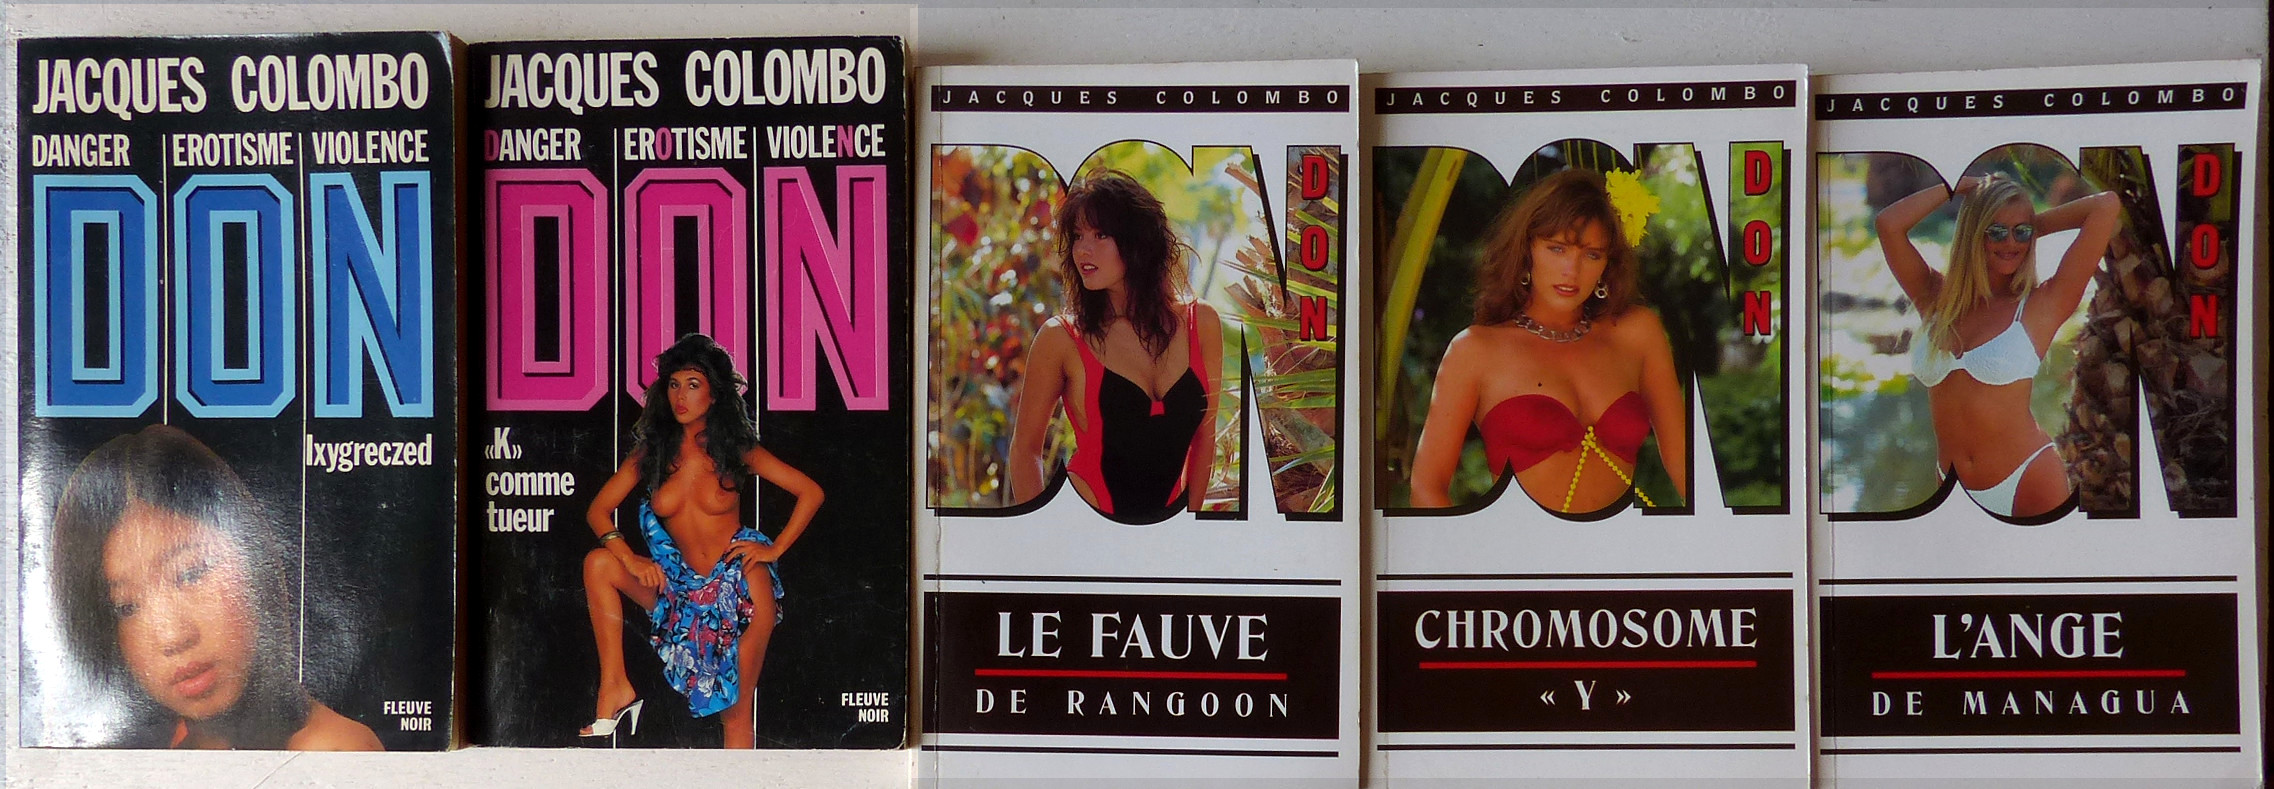 JACQUES COLOMBO
DANGER EROTISME VIOLENCE
DON
Ixygreczed
FLEUVE
NOIR
JACQUES COLOMBO
DANGER EROTISME VIOLENCE
DON
«K»
comme
tueur
FLEUVE
NOIR
JACQUES COLOMBO
DON
DON
LE FAUVE
DE RANGOON
JACQUES COLOMBO
DON
DON
CHROMOSOME
« Y »
JACQUES COLOMBO
DON
DON
L'ANGE
DE MANAGUA